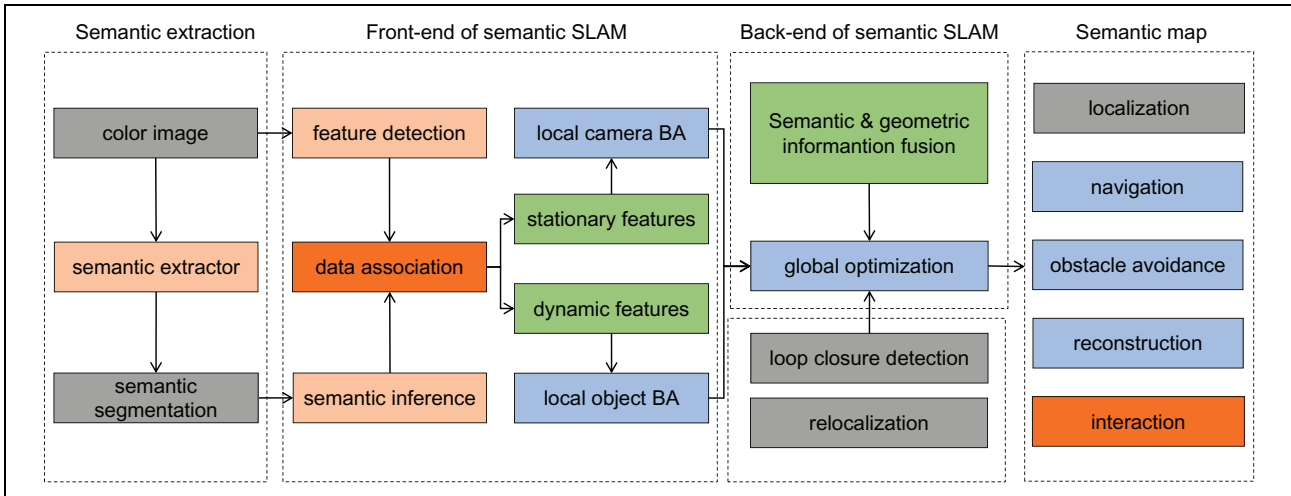 Semantic extraction
color image
semantic extractor
semantic
segmentation
Front-end of semantic SLAM
feature detection
data association
semantic inference
local camera BA
stationary features
dynamic features
local object BA
Back-end of semantic SLAM
Semantic & geometric
informantion fusion
global optimization
loop closure detection
relocalization
Semantic map
localization
navigation
obstacle avoidance
reconstruction
interaction